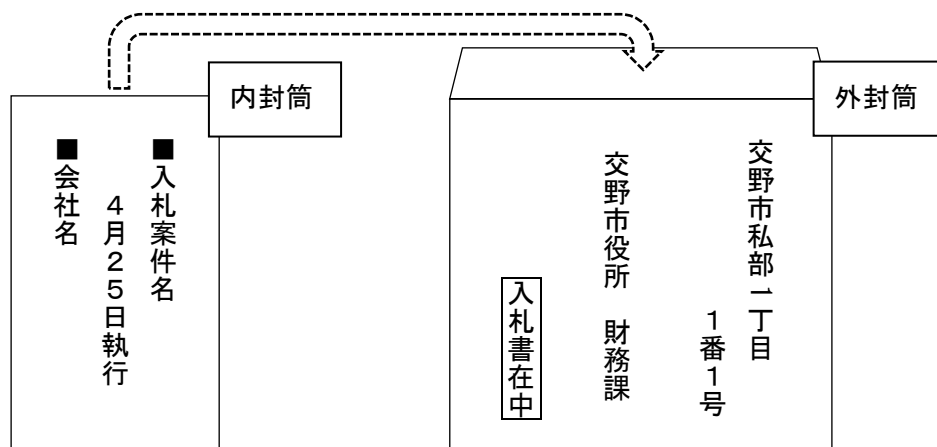 内封筒
■入札案件名
４月２５日執行
■会社名
外封筒
交野市私部一丁目
１番１号
交野市役所　財務課
入札書在中